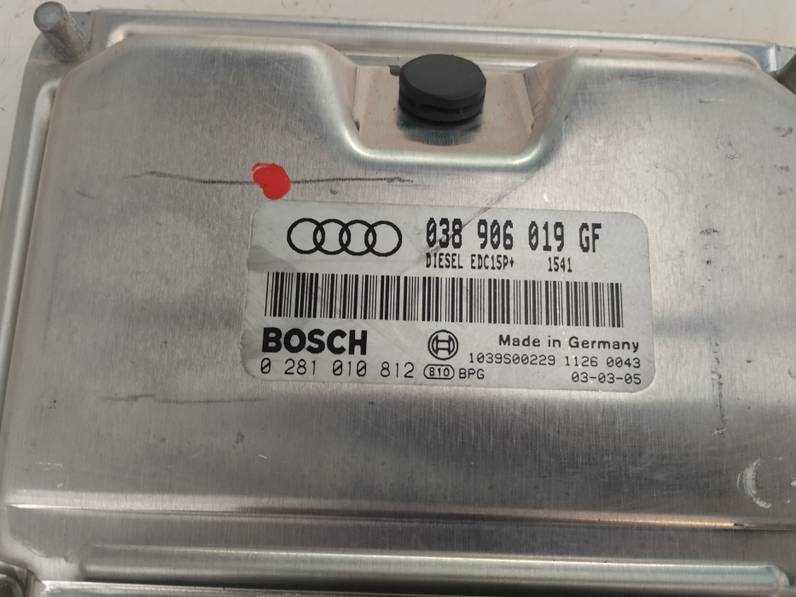 038 906 019 GF
DIESEL EDC15P+ 1541
BOSCH
Made in Germany
1039S00229 1126 0043
0 281 010 812 810 BPG
03-03-05